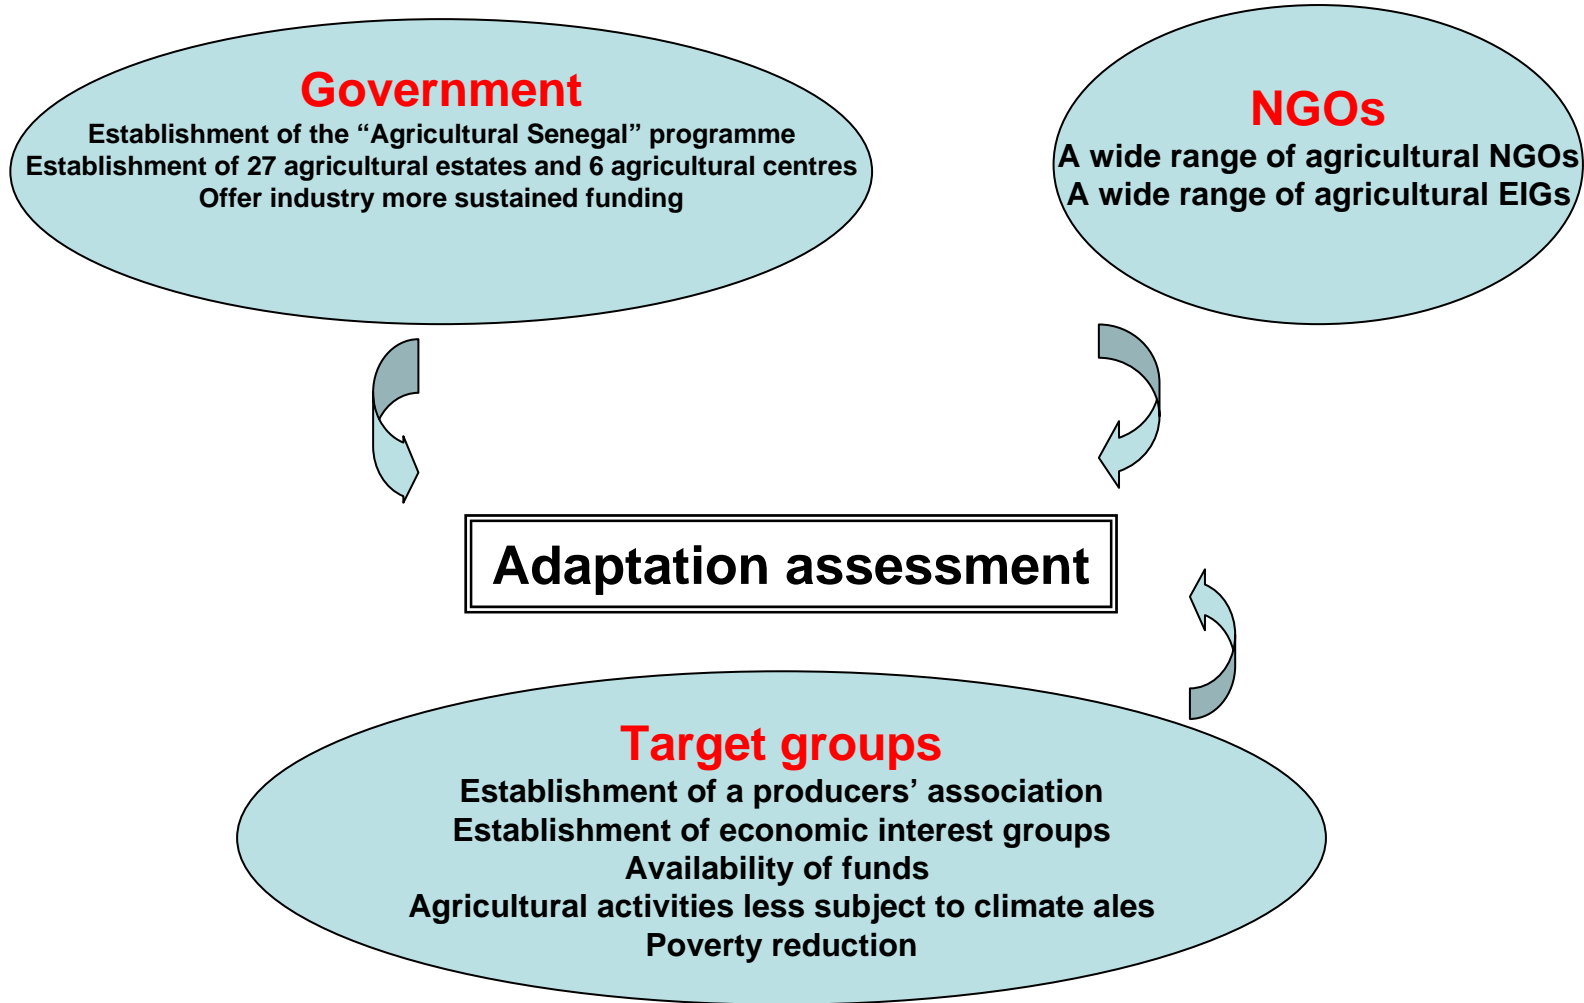 Government
Establishment of the “Agricultural Senegal” programme
Establishment of 27 agricultural estates and 6 agricultural centres
Offer industry more sustained funding
NGOs
A wide range of agricultural NGOs
A wide range of agricultural EIGs
Adaptation assessment
Target groups
Establishment of a producers’ association
Establishment of economic interest groups
Availability of funds
Agricultural activities less subject to climate ales
Poverty reduction